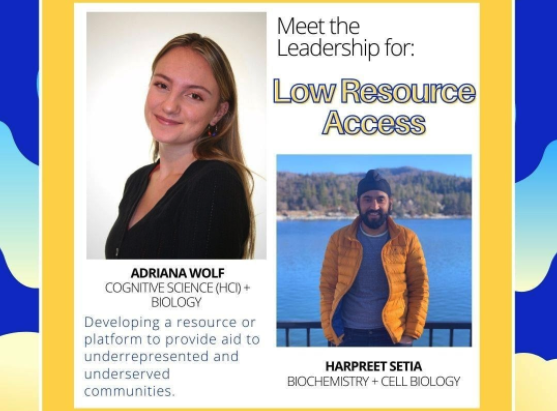 Meet the
Leadership for:
Low Resource
Access
ADRIANA WOLF
COGNITIVE SCIENCE (HCI) +
BIOLOGY
Developing a resource or
platform to provide aid to
underrepresented and
underserved
communities.
HARPREET SETIA
BIOCHEMISTRY + CELL BIOLOGY